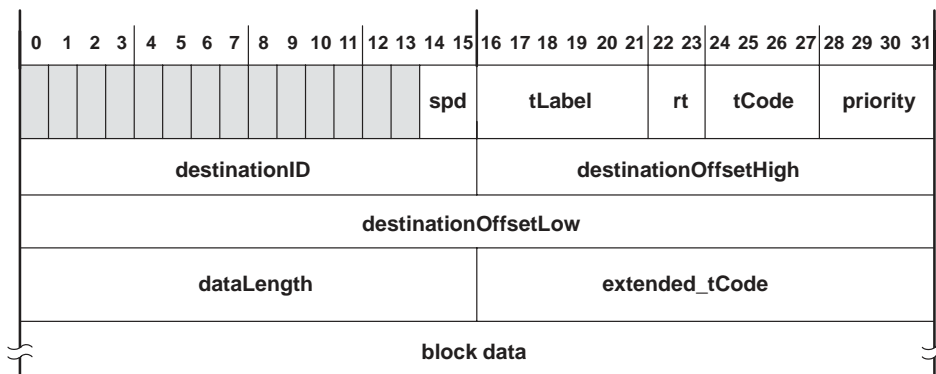 0 1 2 3 4 5 6 7 8 9 10 11 12 13 14 15 16 17 18 19 20 21 22 23 24 25 26 27 28 29 30 31
spd tLabel rt tCode priority
destinationID destinationOffsetHigh
destinationOffsetLow
dataLength extended_tCode
block data